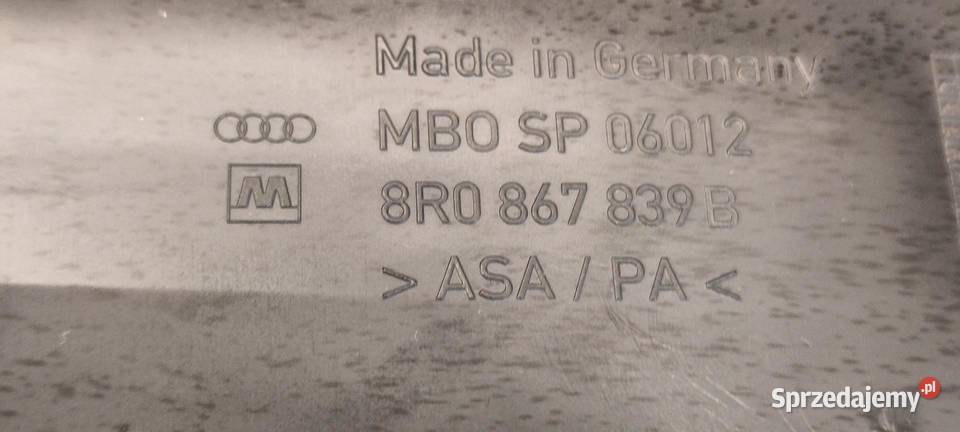 Made in Germany
MBO SP 06012
8R0 867 839 B
> ASA / PA <
Sprzedajemy.pl